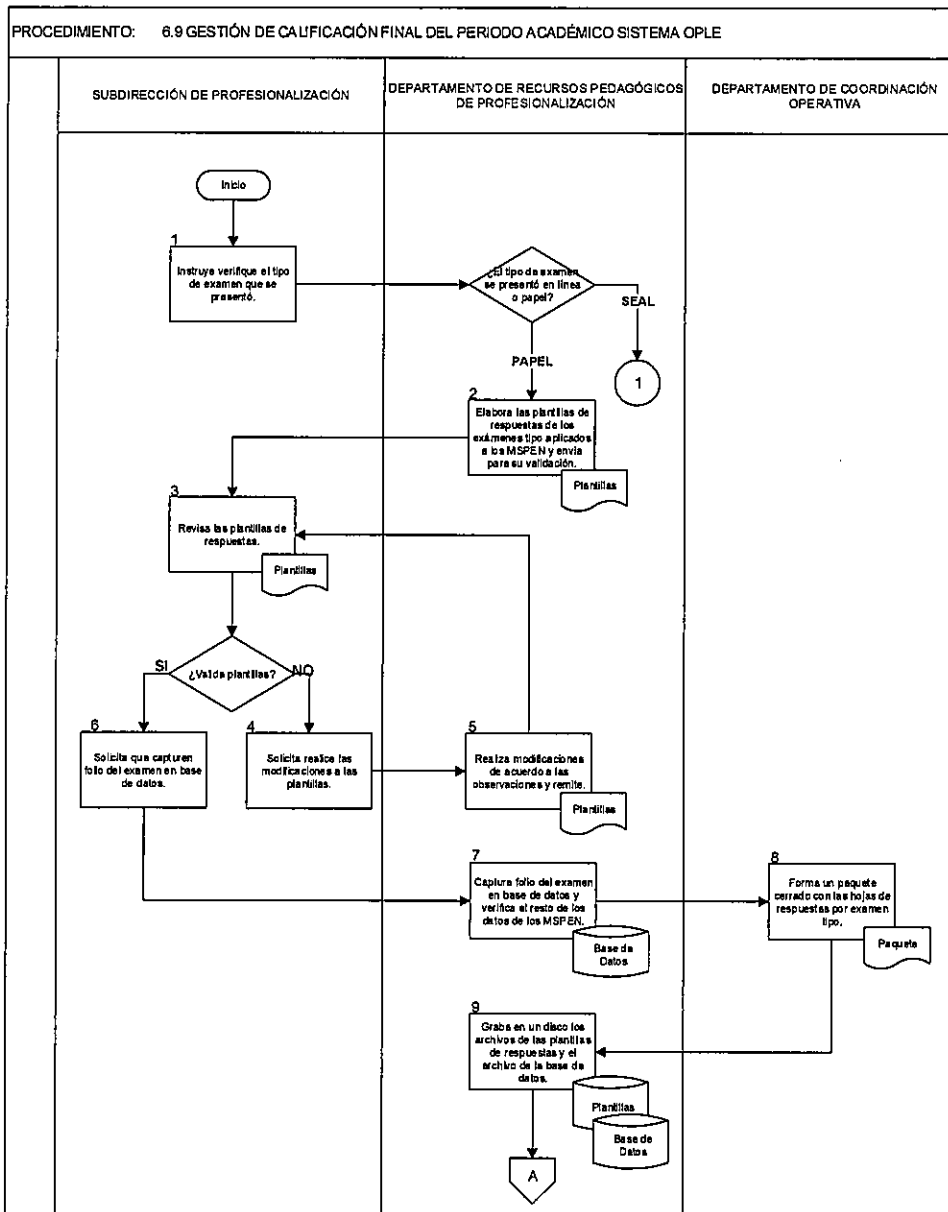 PROCEDIMIENTO: 6.9 GESTIÓN DE CALIFICACIÓN FINAL DEL PERIODO ACADÉMICO SISTEMA OPLE
SUBDIRECCIÓN DE PROFESIONALIZACIÓN
DEPARTAMENTO DE RECURSOS PEDAGÓGICOS
DE PROFESIONALIZACIÓN
DEPARTAMENTO DE COORDINACIÓN
OPERATIVA
Inicio
1
Instruye verifique el tipo
de examen que se
presentó.
¿El tipo de examen
se presentó en línea
o papel?
SEAL
1
PAPEL
2
Elabora las plantillas de
respuestas de los
exámenes tipo aplicados
a los MSPEN y envía
para su validación.
Plantillas
3
Revisa las plantillas de
respuestas.
Plantillas
¿Valida plantillas?
SI
NO
6
Solicita que capturen
folio del examen en base
de datos.
4
Solicita realice las
modificaciones a las
plantillas.
5
Realiza modificaciones
de acuerdo a las
observaciones y remite.
Plantillas
7
Captura folio del examen
en base de datos y
verifica el resto de los
datos de los MSPEN.
Base de
Datos
8
Forma un paquete
cerrado con las hojas de
respuestas por examen
tipo.
Paquete
9
Graba en un disco los
archivos de las plantillas
de respuestas y el
archivo de la base de
datos.
Plantillas
Base de
Datos
A